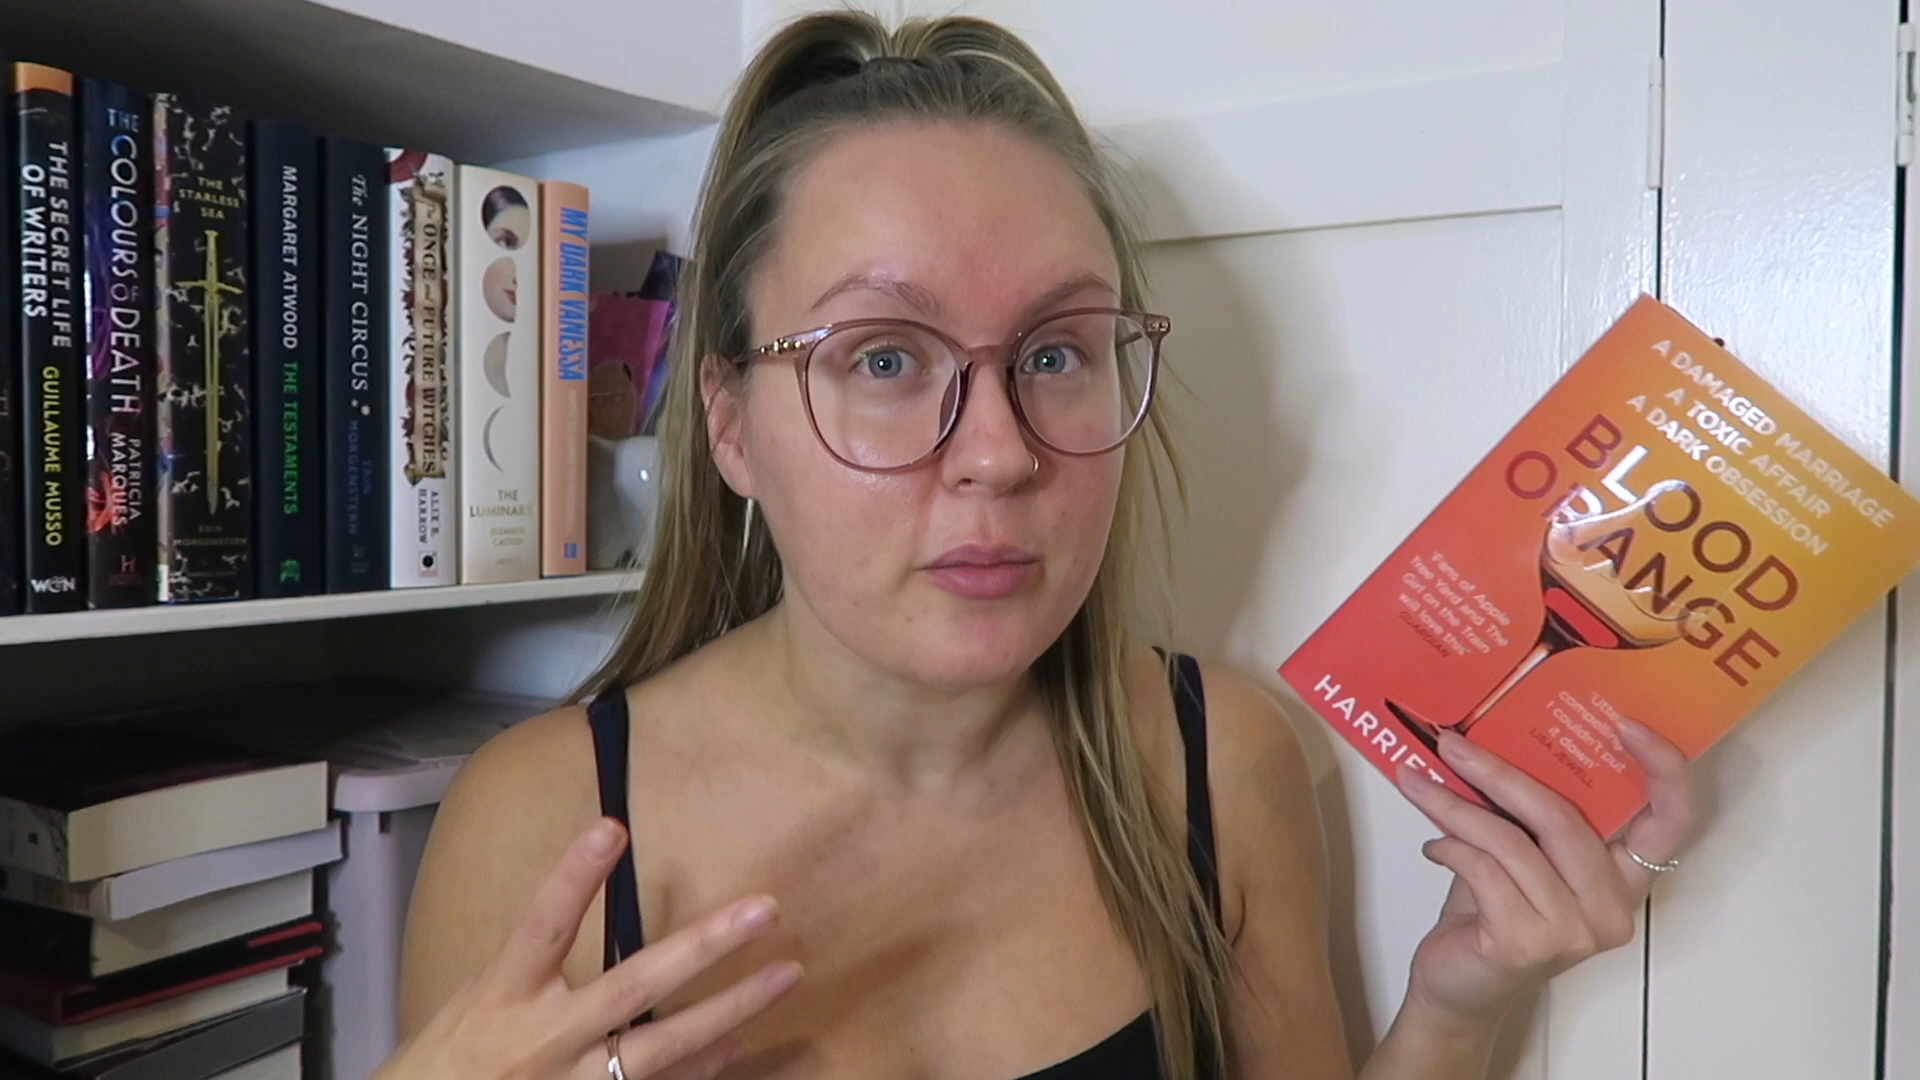 THE SECRET LIFE
OF WRITERS
GUILLAUME MUSSO
THE
COLOURS OF DEATH
PATRICIA
MARQUES
THE
STARLESS
SEA
ERIN
MORGENSTERN
MARGARET ATWOOD THE TESTAMENTS
The NIGHT CIRCUS
ERIN
MORGENSTERN
The ONCE and FUTURE WITCHES
ALIX E.
HARROW
THE
LUMINARIES
ELEANOR
CATTON
MY DARK VANESSA
A DAMAGED MARRIAGE
A TOXIC AFFAIR
A DARK OBSESSION
BLOOD
ORANGE
'Fans of Apple
Tree Yard and The
Girl on the Train
will love this'
GUARDIAN
compelling
I couldn't put
it down'
LISA JEWELL
HARRIET